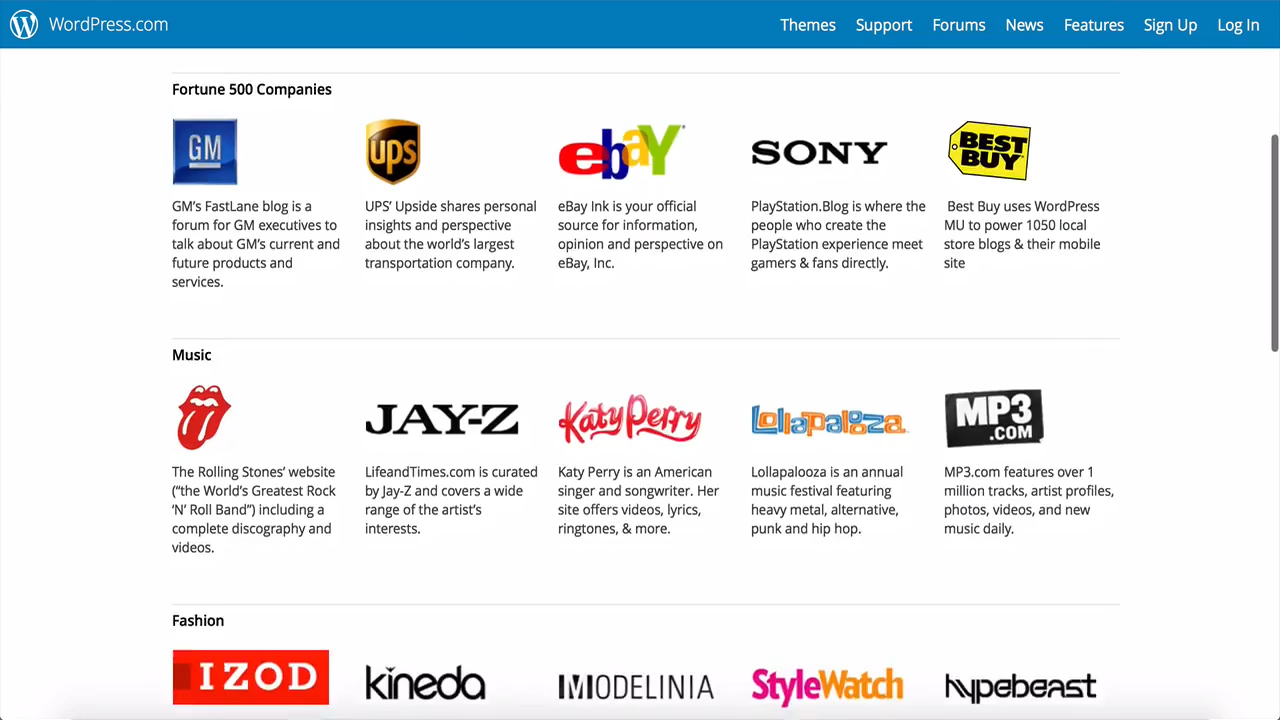 WordPress.com
Themes Support Forums News Features Sign Up Log In
Fortune 500 Companies
GM
ups
ebay
SONY
BEST BUY
GM’s FastLane blog is a
forum for GM executives to
talk about GM’s current and
future products and
services.
UPS’ Upside shares personal
insights and perspective
about the world’s largest
transportation company.
eBay Ink is your official
source for information,
opinion and perspective on
eBay, Inc.
PlayStation.Blog is where the
people who create the
PlayStation experience meet
gamers & fans directly.
Best Buy uses WordPress
MU to power 1050 local
store blogs & their mobile
site
Music
JAY-Z
Katy Perry
Lollapalooza
MP3
.COM
The Rolling Stones’ website
(“the World’s Greatest Rock
‘N’ Roll Band”) including a
complete discography and
videos.
LifeandTimes.com is curated
by Jay-Z and covers a wide
range of the artist’s
interests.
Katy Perry is an American
singer and songwriter. Her
site offers videos, lyrics,
ringtones, & more.
Lollapalooza is an annual
music festival featuring
heavy metal, alternative,
punk and hip hop.
MP3.com features over 1
million tracks, artist profiles,
photos, videos, and new
music daily.
Fashion
IZOD
kineda
MODELINIA
StyleWatch
hypebeast